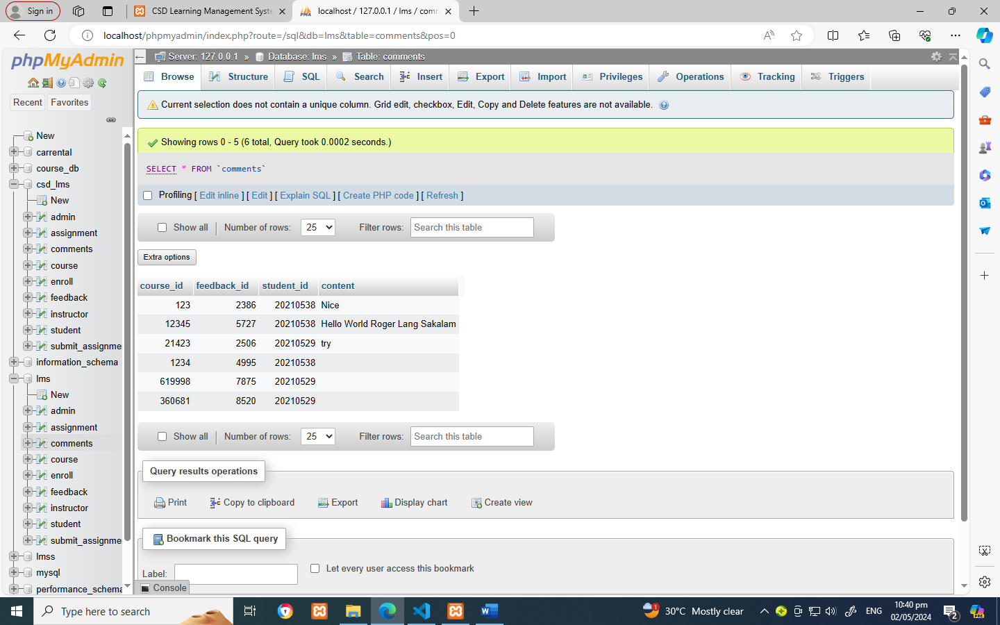 Sign in
CSD Learning Management Syste
localhost / 127.0.0.1 / lms / com
localhost/phpmyadmin/index.php?route=/sql&db=lms&table=comments&pos=0
phpMyAdmin
Recent Favorites
New
carrental
course_db
csd_lms
New
admin
assignment
comments
course
enroll
feedback
instructor
student
submit_assignme
information_schema
lms
New
admin
assignment
comments
course
enroll
feedback
instructor
student
submit_assignme
lmss
mysql
performance_schema
Server: 127.0.0.1 » Database: lms » Table: comments
Browse Structure SQL Search Insert Export Import Privileges Operations Tracking Triggers
Current selection does not contain a unique column. Grid edit, checkbox, Edit, Copy and Delete features are not available.
Showing rows 0 - 5 (6 total, Query took 0.0002 seconds.)
SELECT * FROM `comments`
Profiling [ Edit inline ] [ Edit ] [ Explain SQL ] [ Create PHP code ] [ Refresh ]
Show all Number of rows: 25 Filter rows: Search this table
Extra options
course_id feedback_id student_id content
123 2386 20210538 Nice
12345 5727 20210538 Hello World Roger Lang Sakalam
21423 2506 20210529 try
1234 4995 20210538
619998 7875 20210529
360681 8520 20210529
Show all Number of rows: 25 Filter rows: Search this table
Query results operations
Print Copy to clipboard Export Display chart Create view
Bookmark this SQL query
Label: Let every user access this bookmark
Console
Type here to search
30°C Mostly clear
ENG
10:40 pm
02/05/2024